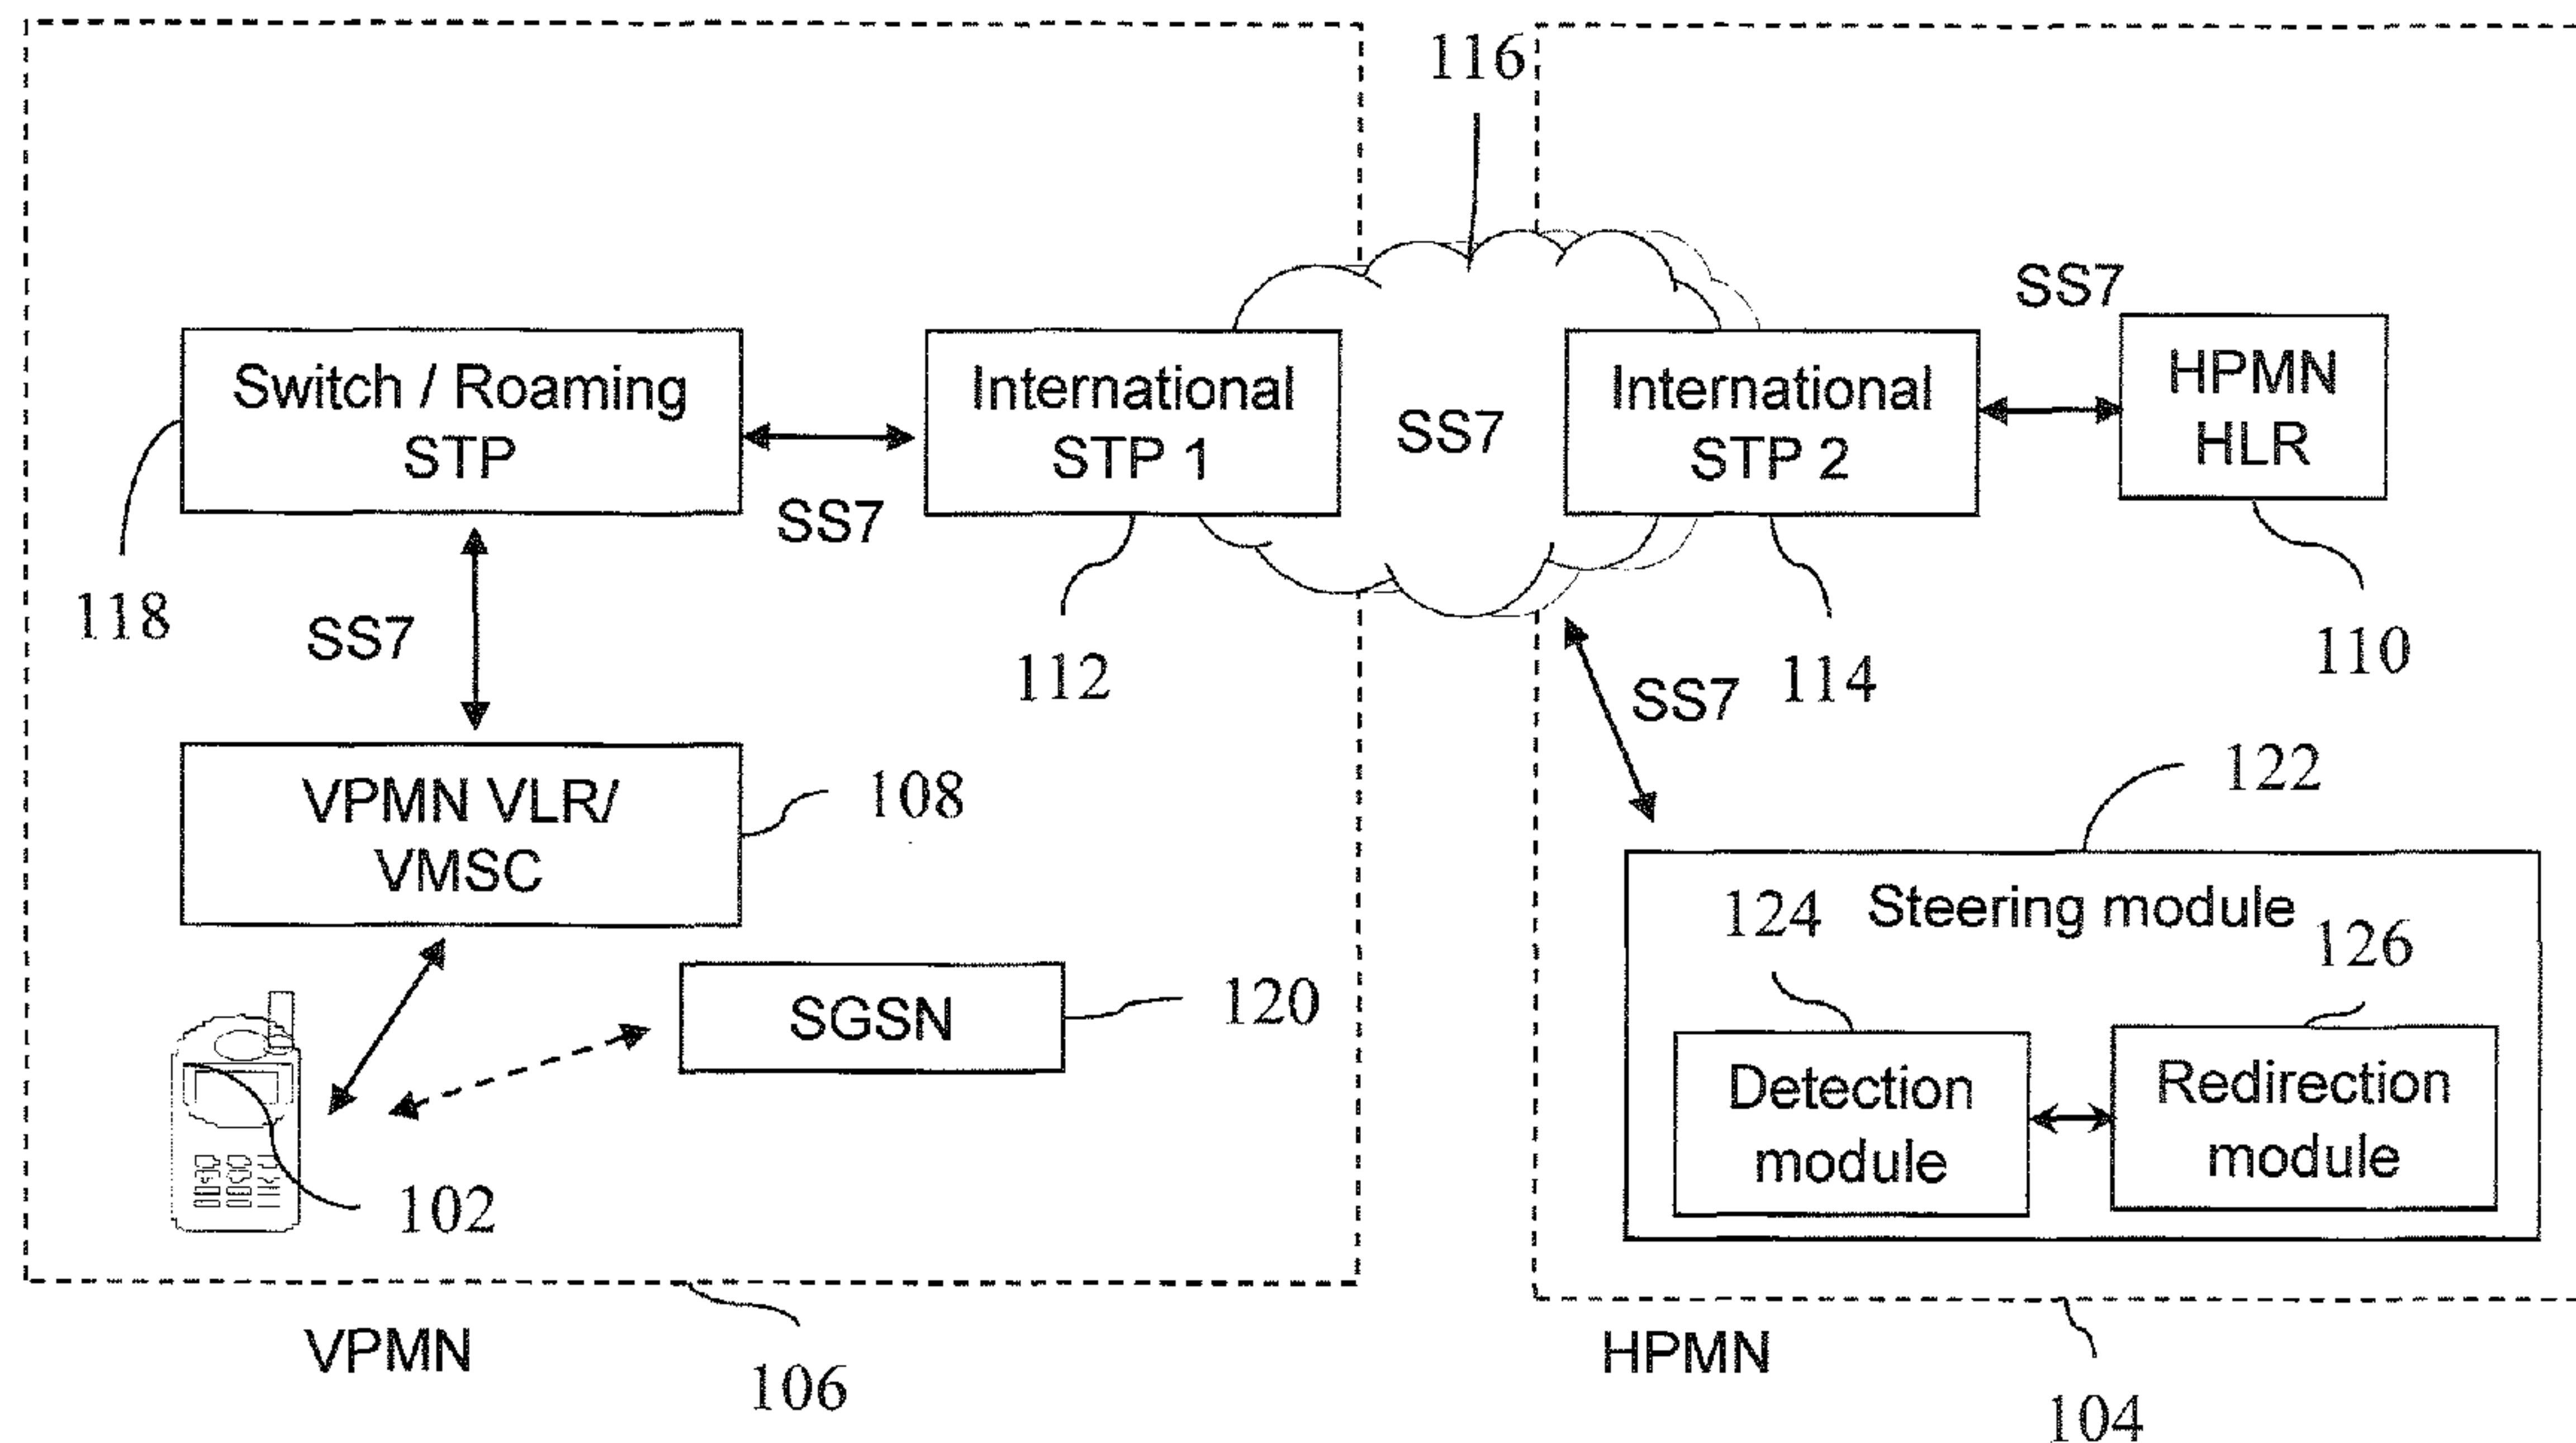 116
SS7
Switch / Roaming
STP
International
STP 1
SS7
International
STP 2
HPMN
HLR
SS7
118
SS7
112
SS7
114
110
VPMN VLR/
VMSC
108
122
124
Steering module
126
SGSN
120
Detection
module
Redirection
module
102
VPMN
106
HPMN
104